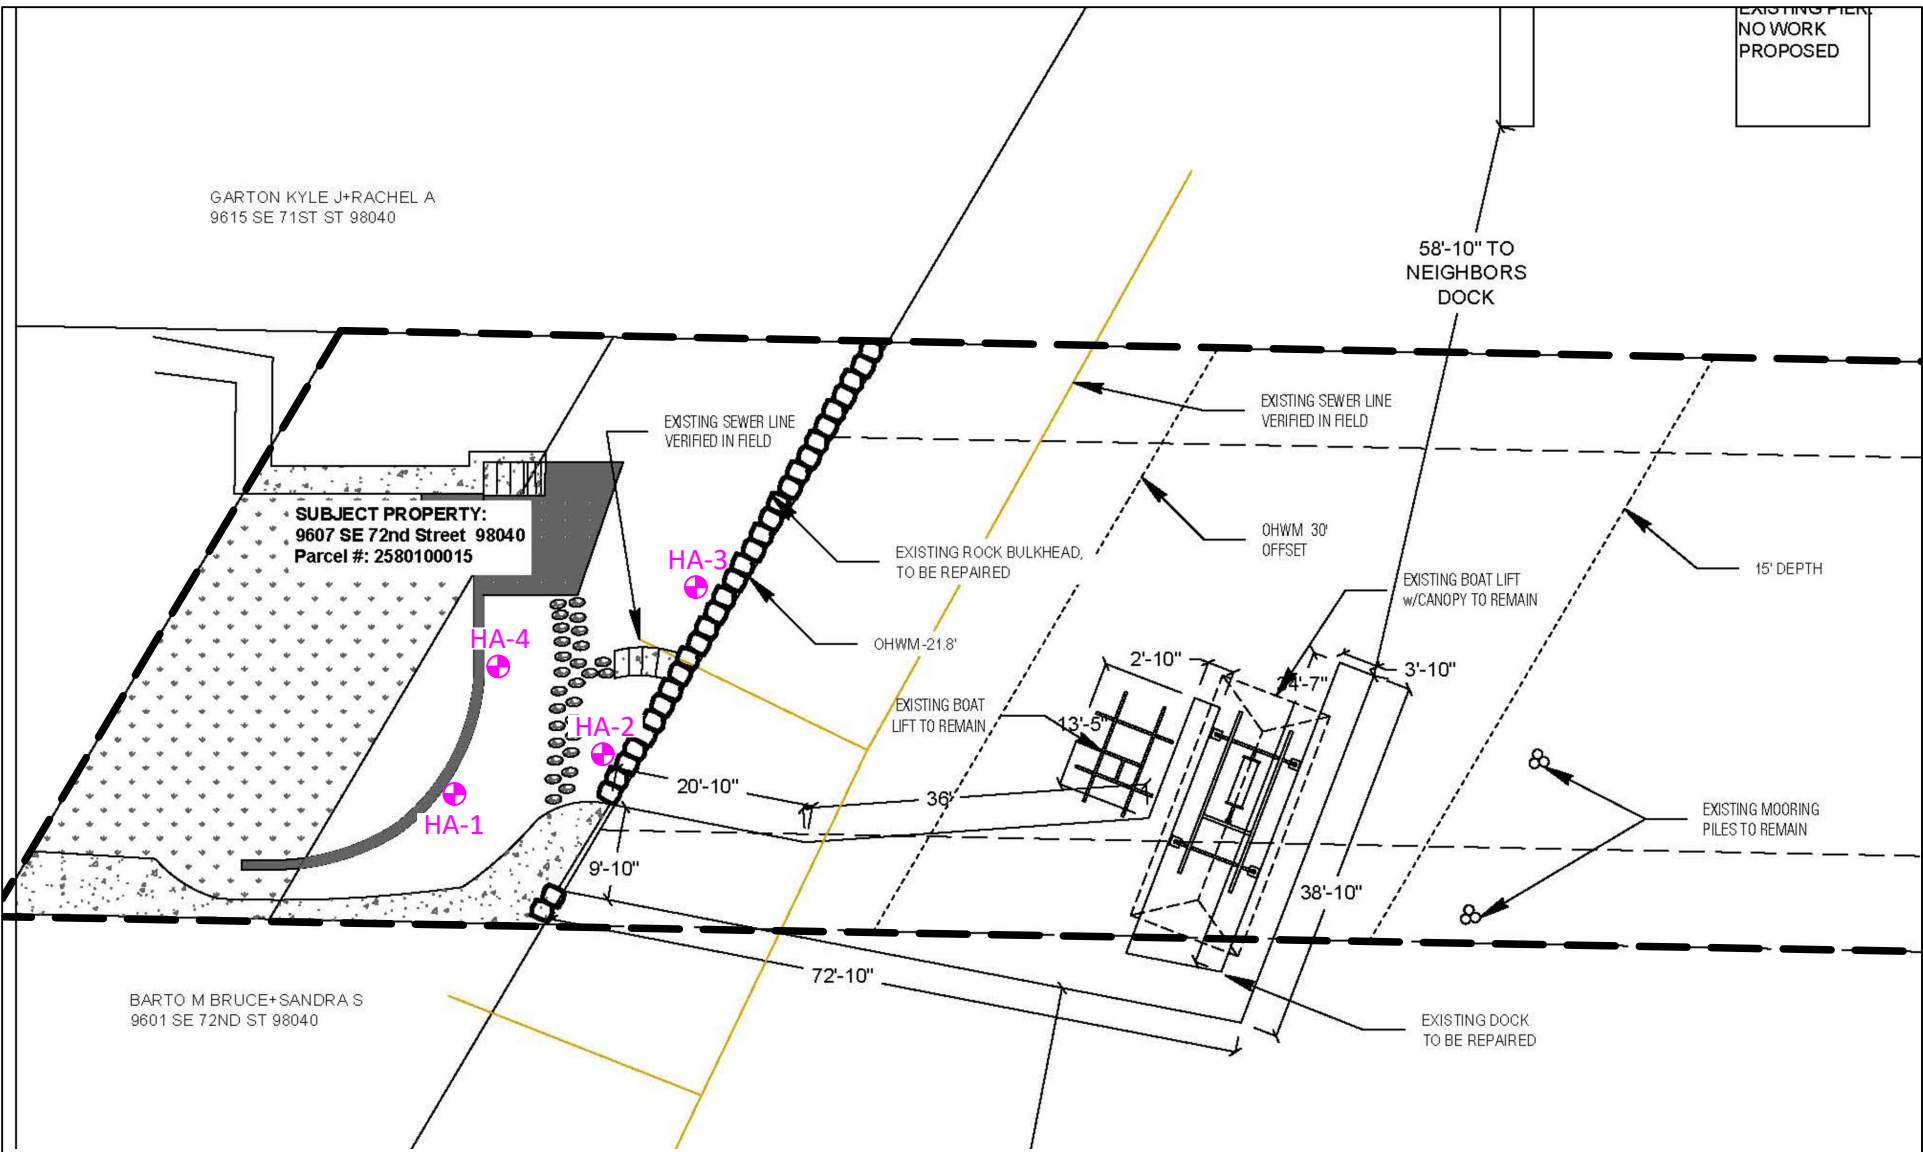 EXISTING PIER.
NO WORK
PROPOSED
GARTON KYLE J+RACHEL A
9615 SE 71ST ST 98040
58'-10" TO
NEIGHBORS
DOCK
EXISTING SEWER LINE
VERIFIED IN FIELD
EXISTING SEWER LINE
VERIFIED IN FIELD
SUBJECT PROPERTY:
9607 SE 72nd Street 98040
Parcel #: 2580100015
HA-3
EXISTING ROCK BULKHEAD,
TO BE REPAIRED
OHWM 30'
OFFSET
15' DEPTH
EXISTING BOAT LIFT
w/CANOPY TO REMAIN
HA-4
OHWM-21.8'
2'-10"
3'-10"
34'-7"
EXISTING BOAT
LIFT TO REMAIN
13'-5"
HA-2
20'-10"
36'
HA-1
EXISTING MOORING
PILES TO REMAIN
9'-10"
38'-10"
72'-10"
BARTO M BRUCE+SANDRA S
9601 SE 72ND ST 98040
EXISTING DOCK
TO BE REPAIRED